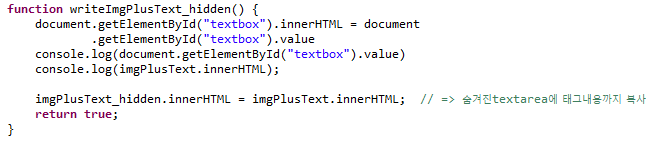 function writeImgPlusText_hidden() {
document.getElementById("textbox").innerHTML = document
.getElementById("textbox").value
console.log(document.getElementById("textbox").value)
console.log(imgPlusText.innerHTML);
imgPlusText_hidden.innerHTML = imgPlusText.innerHTML;  // => 숨겨진textarea에 태그내용까지 복사
return true;
}